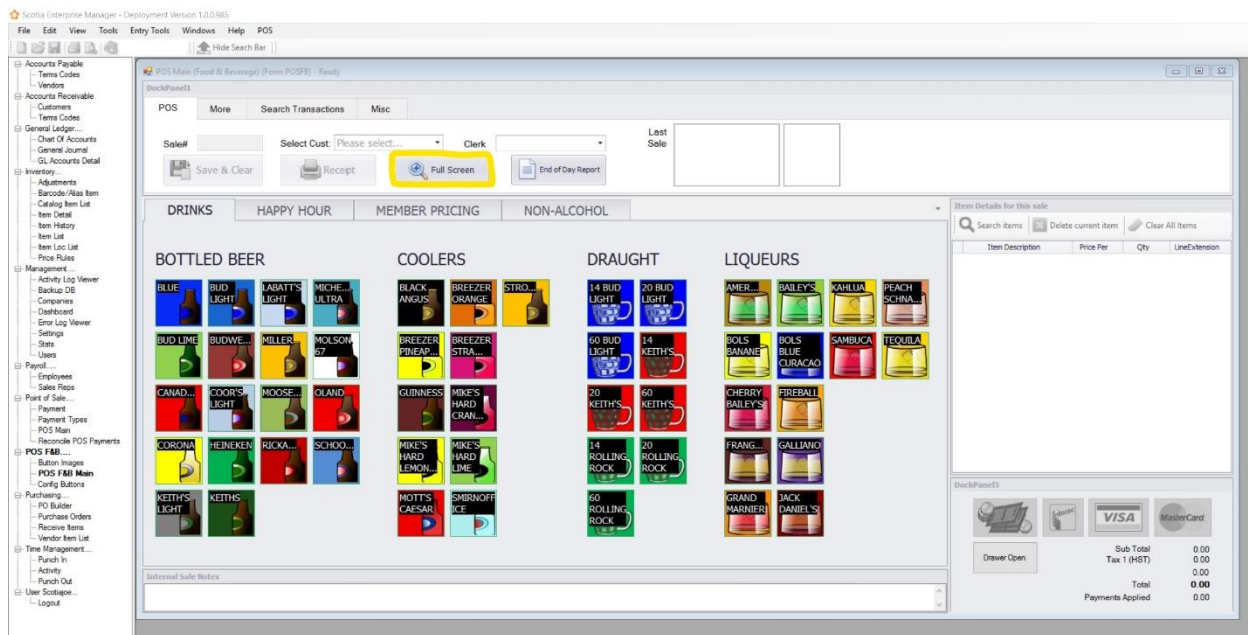 Scotia Enterprise Manager - Deployment Version 1.0.0.985
File Edit View Tools Entry Tools Windows Help POS
Hide Seach Bar
Accounts Payable
Terms Codes
Vendors
Accounts Receivable
Customers
Terms Codes
General Ledger....
Chart Of Accounts
General Journal
GL Accounts Detail
Inventory....
Adjustments
Barcode/Alias Item
Catalog Item List
Item Detail
Item History
Item List
Item Loc List
Price Rules
Management....
Activity Log Viewer
Backup DB
Companies
Dashboard
Error Log Viewer
Settings
Stats
Users
Payroll.....
Employees
Sales Reps
Point of Sale....
Payment
Payment Types
POS Main
Reconcile POS Payments
POS F&B....
Button Images
POS F&B Main
Config Buttons
Purchasing....
PO Builder
Purchase Orders
Receive Items
Vendor Item List
Time Management....
Punch In
Activity
Punch Out
User Scotiajoe...
Logout
POS Main (Food & Beverage) (Form POSFB) - Ready
DockPanel1
POS More Search Transactions Misc
Sale# Select Cust: Please select... Clerk Last Sale
Save & Clear Receipt Full Screen End of Day Report
DRINKS HAPPY HOUR MEMBER PRICING NON-ALCOHOL
BOTTLED BEER
BLUE
BUD LIGHT
LABATT'S LIGHT
MICHE... ULTRA
BUD LIME
BUDWE...
MILLER
MOLSON 67
CANAD...
COOR'S LIGHT
MOOSE...
OLAND
CORONA
HEINEKEN
RICKA...
SCHOO...
KEITH'S LIGHT
KEITHS
COOLERS
BLACK ANGUS
BREEZER ORANGE
STRO...
BREEZER PINEAP...
BREEZER STRA...
GUINNESS
MIKE'S HARD CRAN...
MIKE'S HARD LEMON...
MIKE'S HARD LIME
MOTT'S CAESAR
SMIRNOFF ICE
DRAUGHT
14 BUD LIGHT
20 BUD LIGHT
60 BUD LIGHT
14 KEITH'S
20 KEITH'S
60 KEITH'S
14 ROLLING ROCK
20 ROLLING ROCK
60 ROLLING ROCK
LIQUEURS
AMER...
BAILEY'S
KAHLUA
PEACH SCHNA...
BOLS BANANE
BOLS BLUE CURACAO
SAMBUCA
TEQUILA
CHERRY BAILEY'S
FIREBALL
FRANG...
GALLIANO
GRAND MARNIER
JACK DANIEL'S
Internal Sale Notes
Item Details for this sale
Search items Delete current item Clear All Items
Item Description Price Per Qty LineExtension
DockPanel3
Interac VISA MasterCard
Drawer Open
Sub Total 0.00
Tax 1 (HST) 0.00
0.00
Total 0.00
Payments Applied 0.00